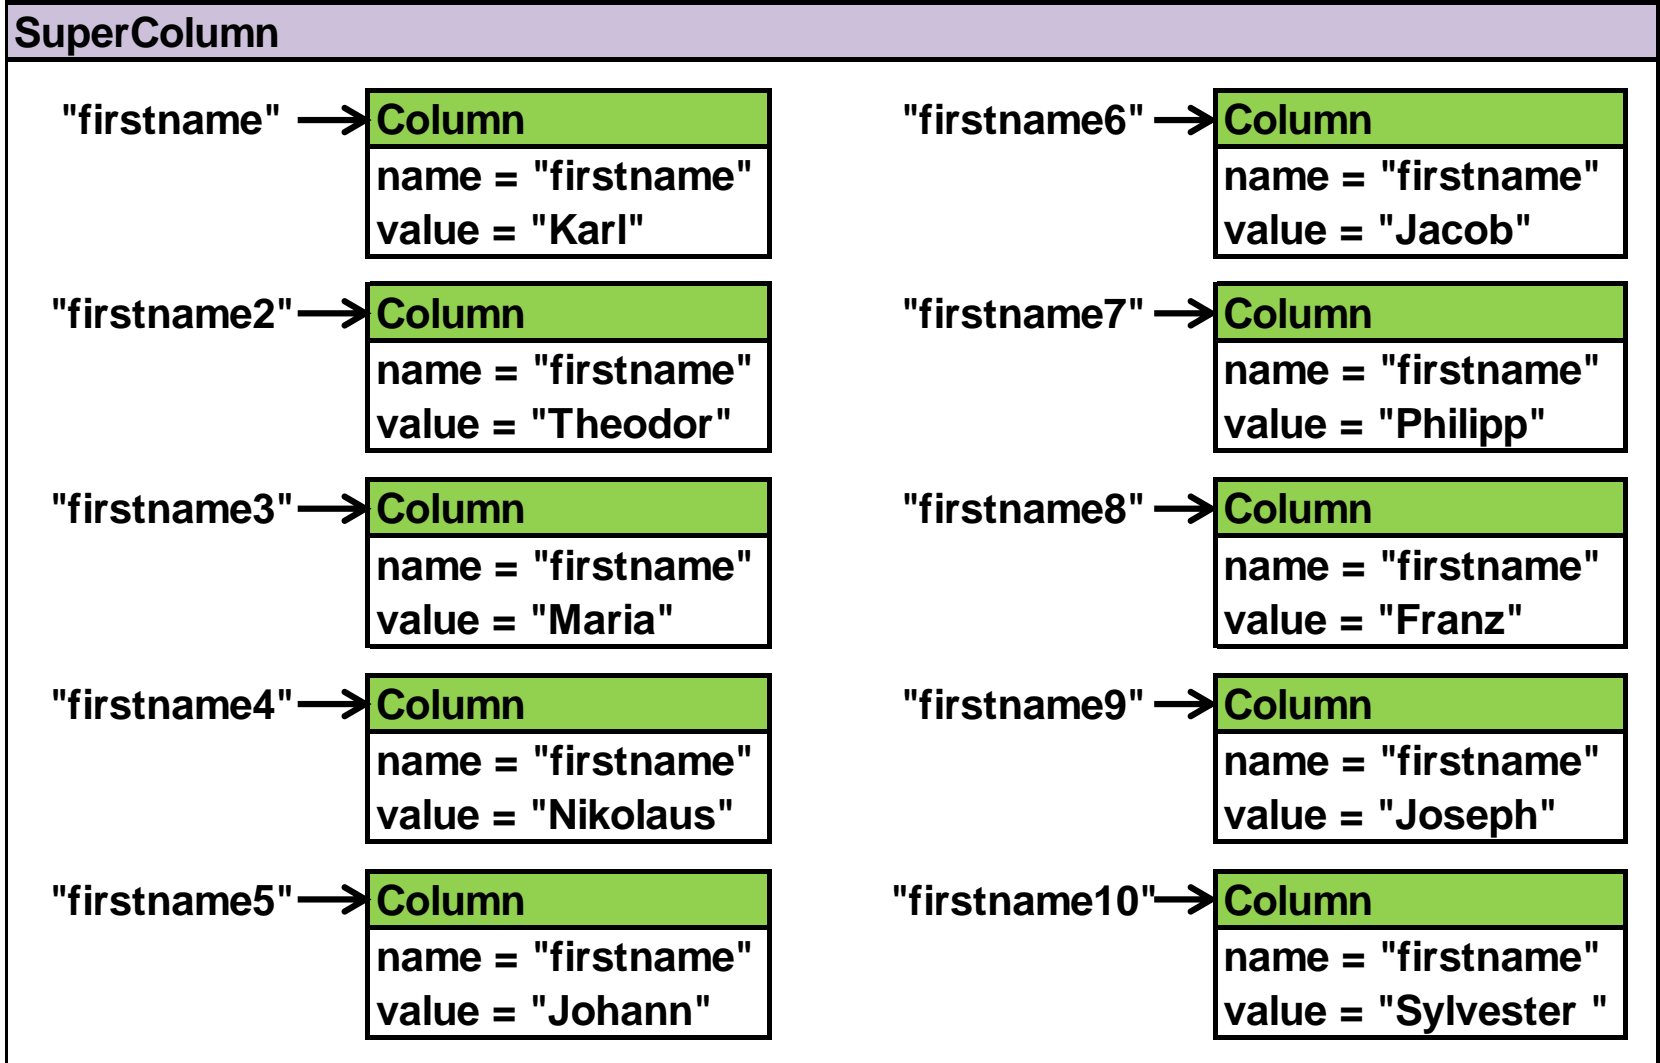 SuperColumn
"firstname"
Column
name = "firstname"
value = "Karl"
"firstname2"
Column
name = "firstname"
value = "Theodor"
"firstname3"
Column
name = "firstname"
value = "Maria"
"firstname4"
Column
name = "firstname"
value = "Nikolaus"
"firstname5"
Column
name = "firstname"
value = "Johann"
"firstname6"
Column
name = "firstname"
value = "Jacob"
"firstname7"
Column
name = "firstname"
value = "Philipp"
"firstname8"
Column
name = "firstname"
value = "Franz"
"firstname9"
Column
name = "firstname"
value = "Joseph"
"firstname10"
Column
name = "firstname"
value = "Sylvester "